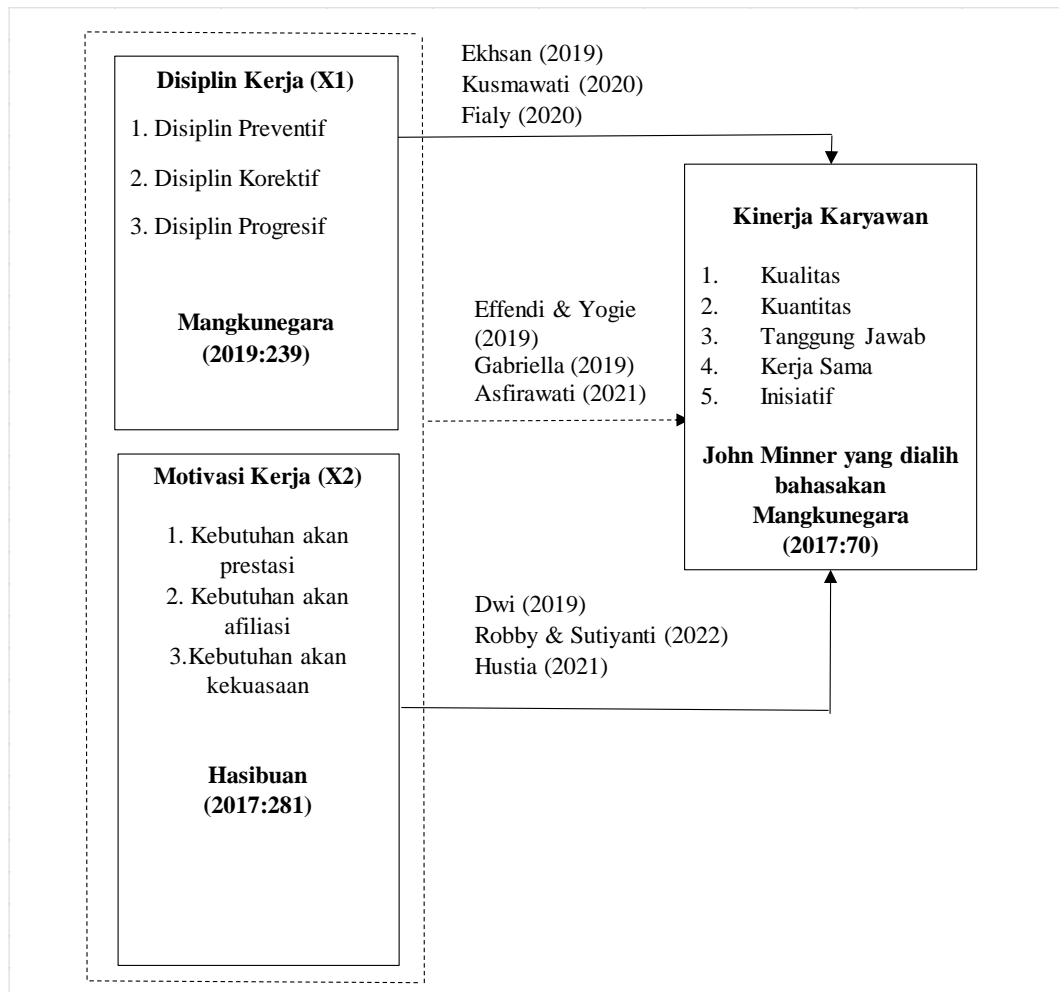 Disiplin Kerja (X1)
1. Disiplin Preventif
2. Disiplin Korektif
3. Disiplin Progresif
Mangkunegara
(2019:239)
Ekhsan (2019)
Kusmawati (2020)
Fialy (2020)
Effendi & Yogie
(2019)
Gabriella (2019)
Asfirawati (2021)
Kinerja Karyawan
1. Kualitas
2. Kuantitas
3. Tanggung Jawab
4. Kerja Sama
5. Inisiatif
John Minner yang dialih
bahasakan
Mangkunegara
(2017:70)
Motivasi Kerja (X2)
1. Kebutuhan akan
prestasi
2. Kebutuhan akan
afiliasi
3.Kebutuhan akan
kekuasaan
Hasibuan
(2017:281)
Dwi (2019)
Robby & Sutiyanti (2022)
Hustia (2021)